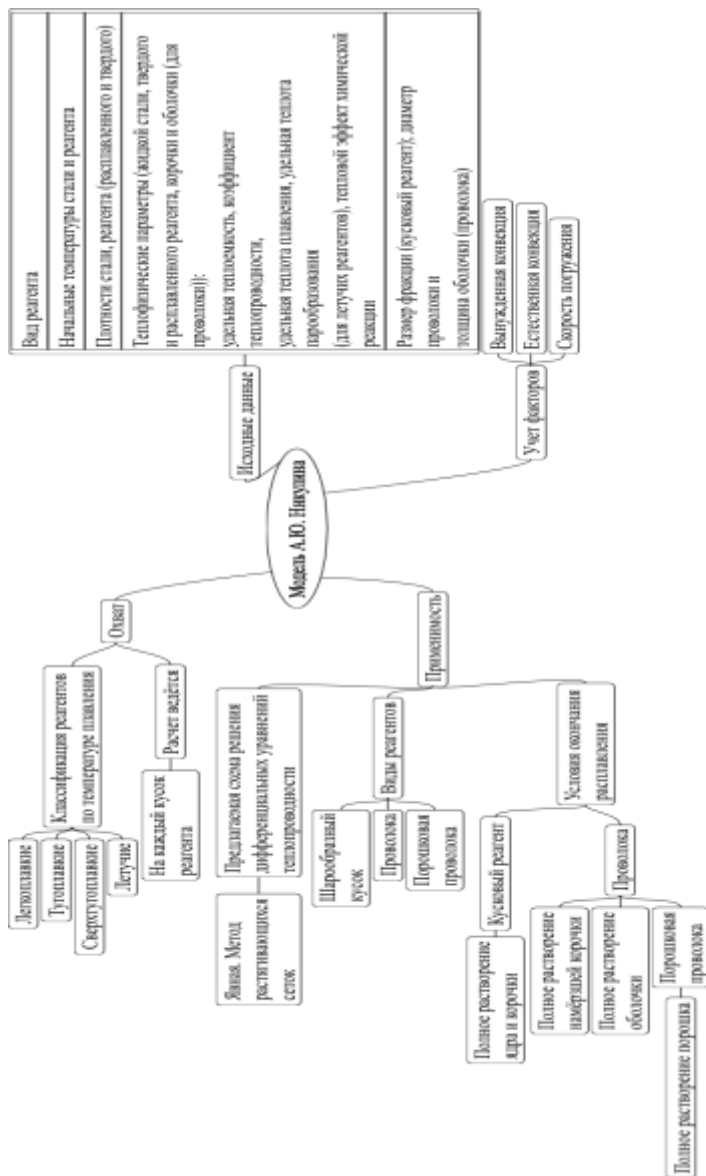 Модель А.Ю. Никулина
Охват
Классификация реагентов
по температуре плавления
Легкоплавкие
Тугоплавкие
Сверхтугоплавкие
Летучие
Расчет ведётся
На каждый кусок
реагента
Исходные данные
Вид реагента
Начальные температуры стали и реагента
Плотности стали, реагента (расплавленного и твердого)
Теплофизические параметры (жидкой стали, твердого
и расплавленного реагента, корочки и оболочки (для
проволоки)):
удельная теплоемкость, коэффициент
теплопроводности,
удельная теплота плавления, удельная теплота
парообразования
(для летучих реагентов), тепловой эффект химической
реакции
Размер фракции (кусковый реагент); диаметр
проволоки и
толщина оболочки (проволока)
Применимость
Предлагаемая схема решения
дифференциальных уравнений
теплопроводности
Явная. Метод
растягивающихся
сеток
Виды реагентов
Шарообразный
кусок
Проволока
Порошковая
проволока
Условия окончания
расплавления
Кусковый реагент
Полное растворение
ядра и корочки
Проволока
Полное растворение
намёрзшей корочки
Полное растворение
оболочки
Порошковая
проволока
Полное растворение порошка
Учет факторов
Вынужденная конвекция
Естественная конвекция
Скорость погружения